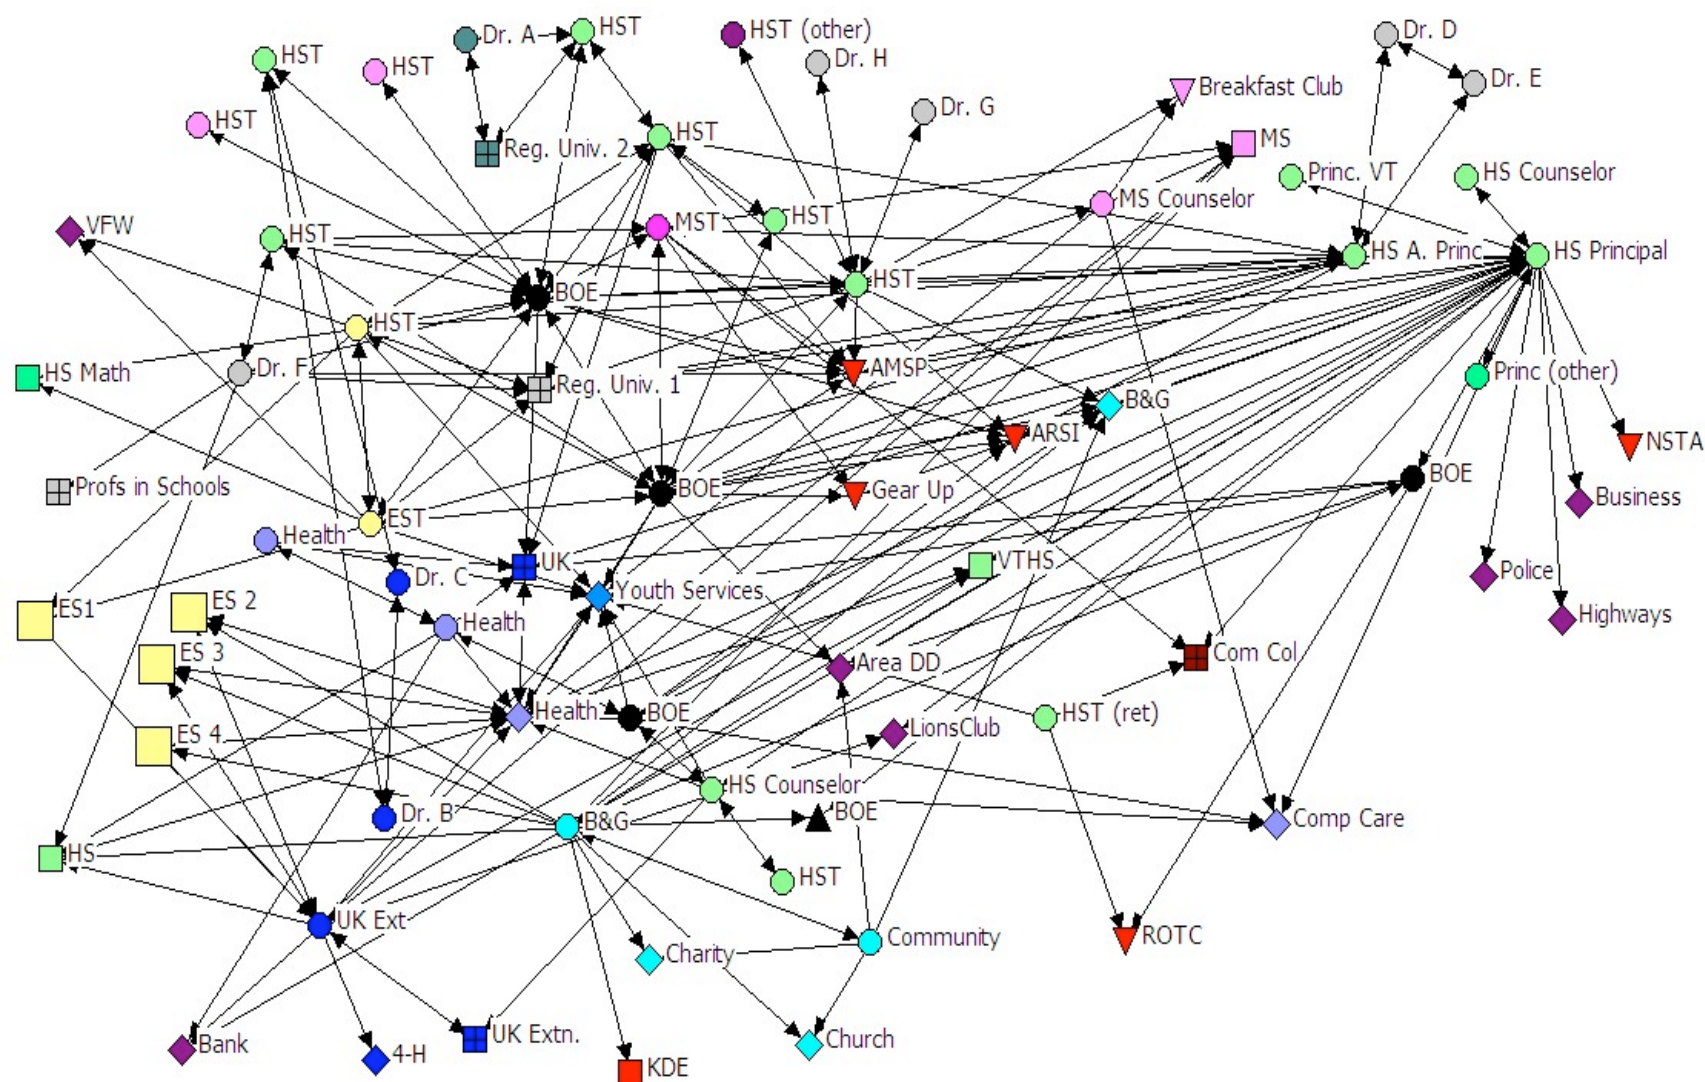 Dr. A
HST
HST (other)
Dr. D
HST
HST
Dr. H
Dr. E
Breakfast Club
Dr. G
HST
HST
Reg. Univ. 2
MS
Princ. VT
HS Counselor
MS Counselor
VFW
HST
MST
HST
HS A. Princ.
HS Principal
HST
BOE
HST
HS Math
Dr. F
Reg. Univ. 1
AMSP
Princ (other)
B&G
ARSI
NSTA
Profs in Schools
BOE
Gear Up
BOE
Business
EST
Health
UK
VTHS
Dr. C
Youth Services
Police
ES1
ES 2
Health
Highways
ES 3
Area DD
Com Col
Health
BOE
HST (ret)
ES 4
LionsClub
HS Counselor
Dr. B
B&G
BOE
Comp Care
HS
HST
UK Ext
Community
ROTC
Charity
Bank
4-H
UK Extn.
Church
KDE